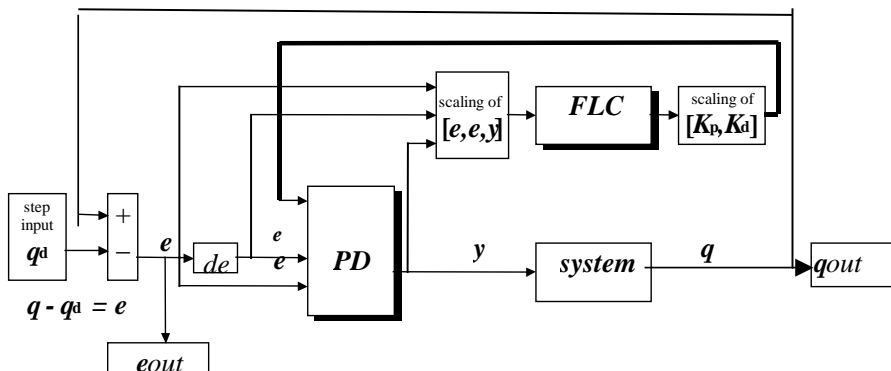 scaling of
[e,e,y]
FLC
scaling of
[Kp,Kd]
step
input
qd
+
−
e
de
e
e
PD
y
system
q
qout
q - qd = e
eout